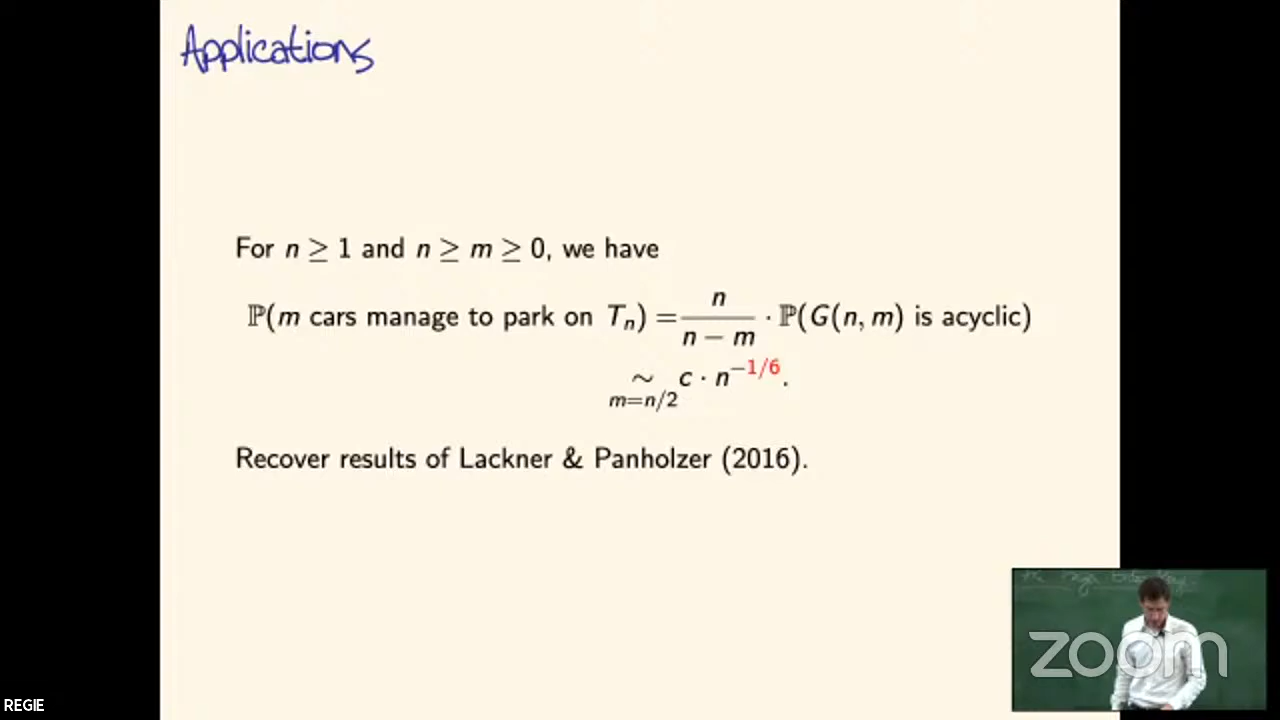 Applications
For n ≥ 1 and n ≥ m ≥ 0, we have
ℙ(m cars manage to park on Tₙ) = n/(n − m) · ℙ(G(n, m) is acyclic)
∼ c · n^{−1/6}.
m=n/2
Recover results of Lackner & Panholzer (2016).
zoom
REGIE